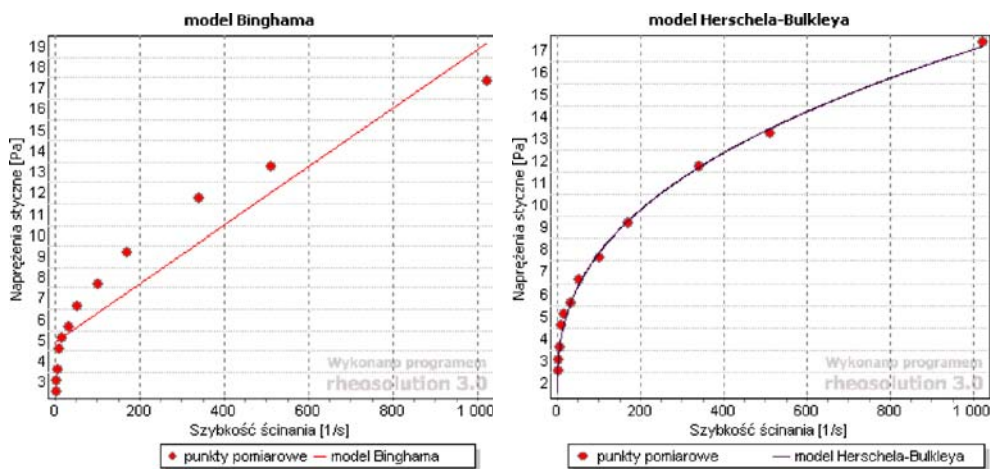 model Binghama
Naprężenia styczne [Pa]
19
18
17
16
15
14
13
12
11
10
9
8
7
6
5
4
3
Wykonano programem
rheosolution 3.0
0 200 400 600 800 1 000
Szybkość ścinania [1/s]
punkty pomiarowe model Binghama
model Herschela-Bulkleya
Naprężenia styczne [Pa]
17
16
15
14
13
12
11
10
9
8
7
6
5
4
3
2
Wykonano programem
rheosolution 3.0
0 200 400 600 800 1 000
Szybkość ścinania [1/s]
punkty pomiarowe model Herschela-Bulkleya